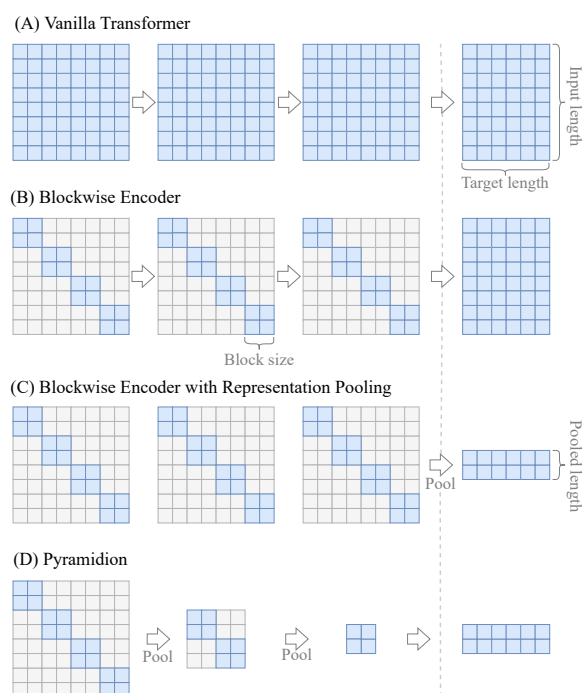 (A) Vanilla Transformer
Input length
Target length
(B) Blockwise Encoder
Block size
(C) Blockwise Encoder with Representation Pooling
Pool
Pooled length
(D) Pyramidion
Pool
Pool